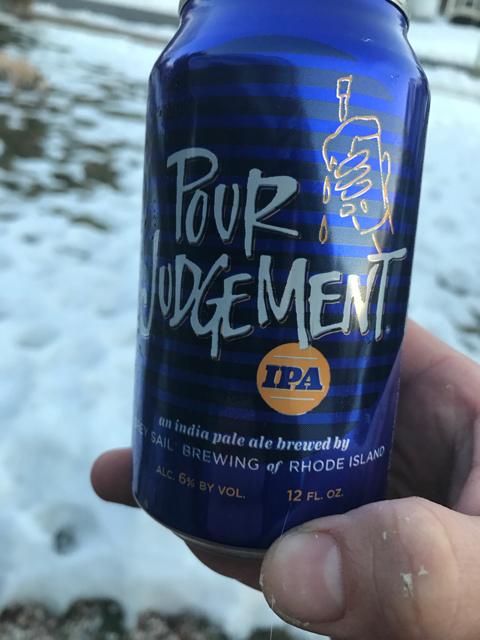 POUR
JUDGEMENT
IPA
an india pale ale brewed by
SAIL BREWING of RHODE ISLAND
ALC. 6% BY VOL. 12 FL. OZ.